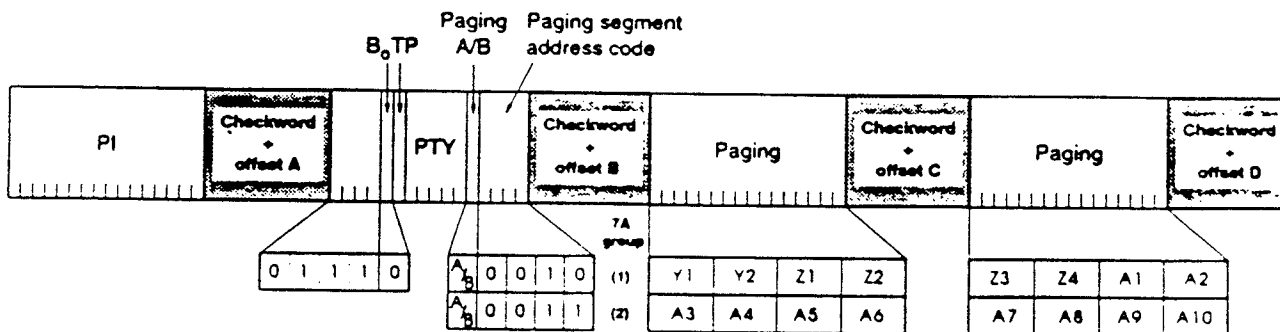 Paging Paging segment
B₀ TP A/B address code
PI
Checkword + offset A
PTY
Checkword + offset B
Paging
Checkword + offset C
Paging
Checkword + offset D
7A group
0 1 1 1 0
A/B 0 0 1 0 (1) Y1 Y2 Z1 Z2 Z3 Z4 A1 A2
A/B 0 0 1 1 (2) A3 A4 A5 A6 A7 A8 A9 A10